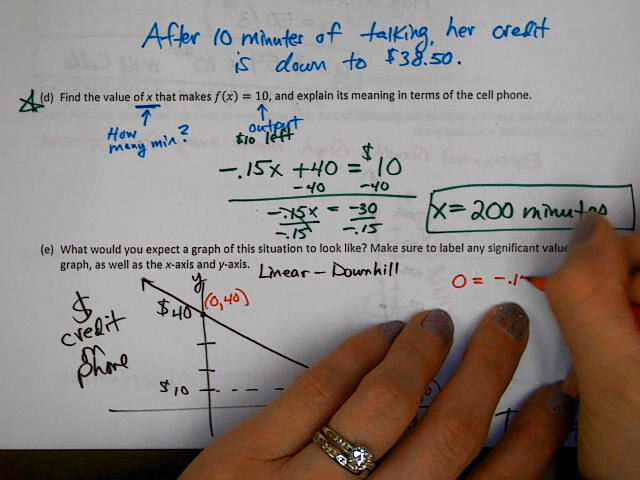 After 10 minutes of talking, her credit
is down to $38.50.
(d) Find the value of x that makes f(x) = 10, and explain its meaning in terms of the cell phone.
How many min?
output
$10 left
-.15x + 40 = $10
-40 -40
-.15x = -30
-.15 -.15
x = 200 minutes
(e) What would you expect a graph of this situation to look like? Make sure to label any significant value
graph, as well as the x-axis and y-axis. Linear - Downhill
0 = -.1
y
$40 (0,40)
$ credit on phone
$10